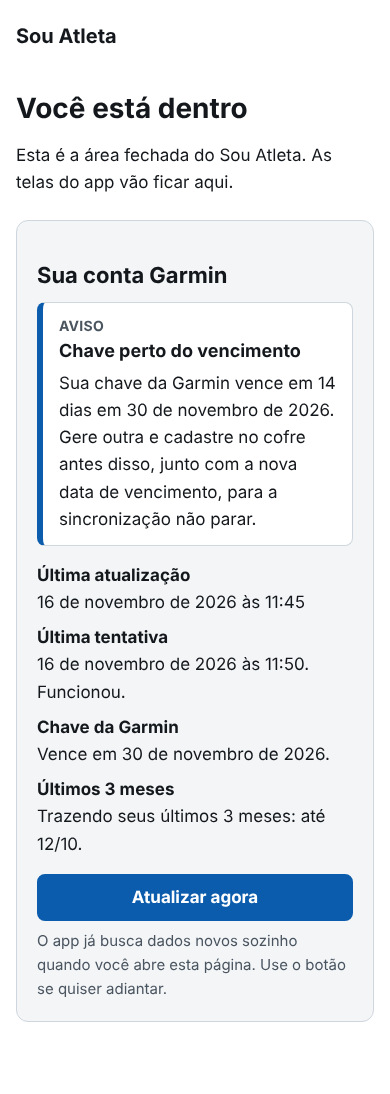 Sou Atleta
Você está dentro
Esta é a área fechada do Sou Atleta. As
telas do app vão ficar aqui.
Sua conta Garmin
AVISO
Chave perto do vencimento
Sua chave da Garmin vence em 14
dias em 30 de novembro de 2026.
Gere outra e cadastre no cofre
antes disso, junto com a nova
data de vencimento, para a
sincronização não parar.
Última atualização
16 de novembro de 2026 às 11:45
Última tentativa
16 de novembro de 2026 às 11:50.
Funcionou.
Chave da Garmin
Vence em 30 de novembro de 2026.
Últimos 3 meses
Trazendo seus últimos 3 meses: até
12/10.
Atualizar agora
O app já busca dados novos sozinho
quando você abre esta página. Use o botão
se quiser adiantar.